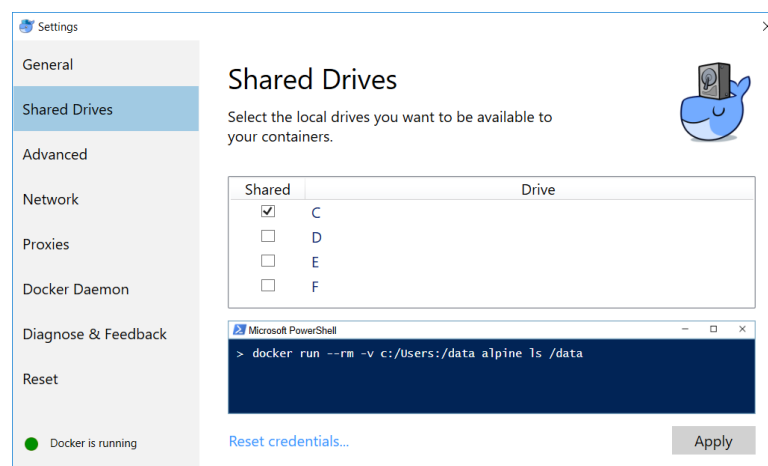 Settings
General
Shared Drives
Advanced
Network
Proxies
Docker Daemon
Diagnose & Feedback
Reset
Docker is running
Shared Drives
Select the local drives you want to be available to
your containers.
Shared Drive
C
D
E
F
Microsoft PowerShell
> docker run --rm -v c:/Users:/data alpine ls /data
Reset credentials...
Apply